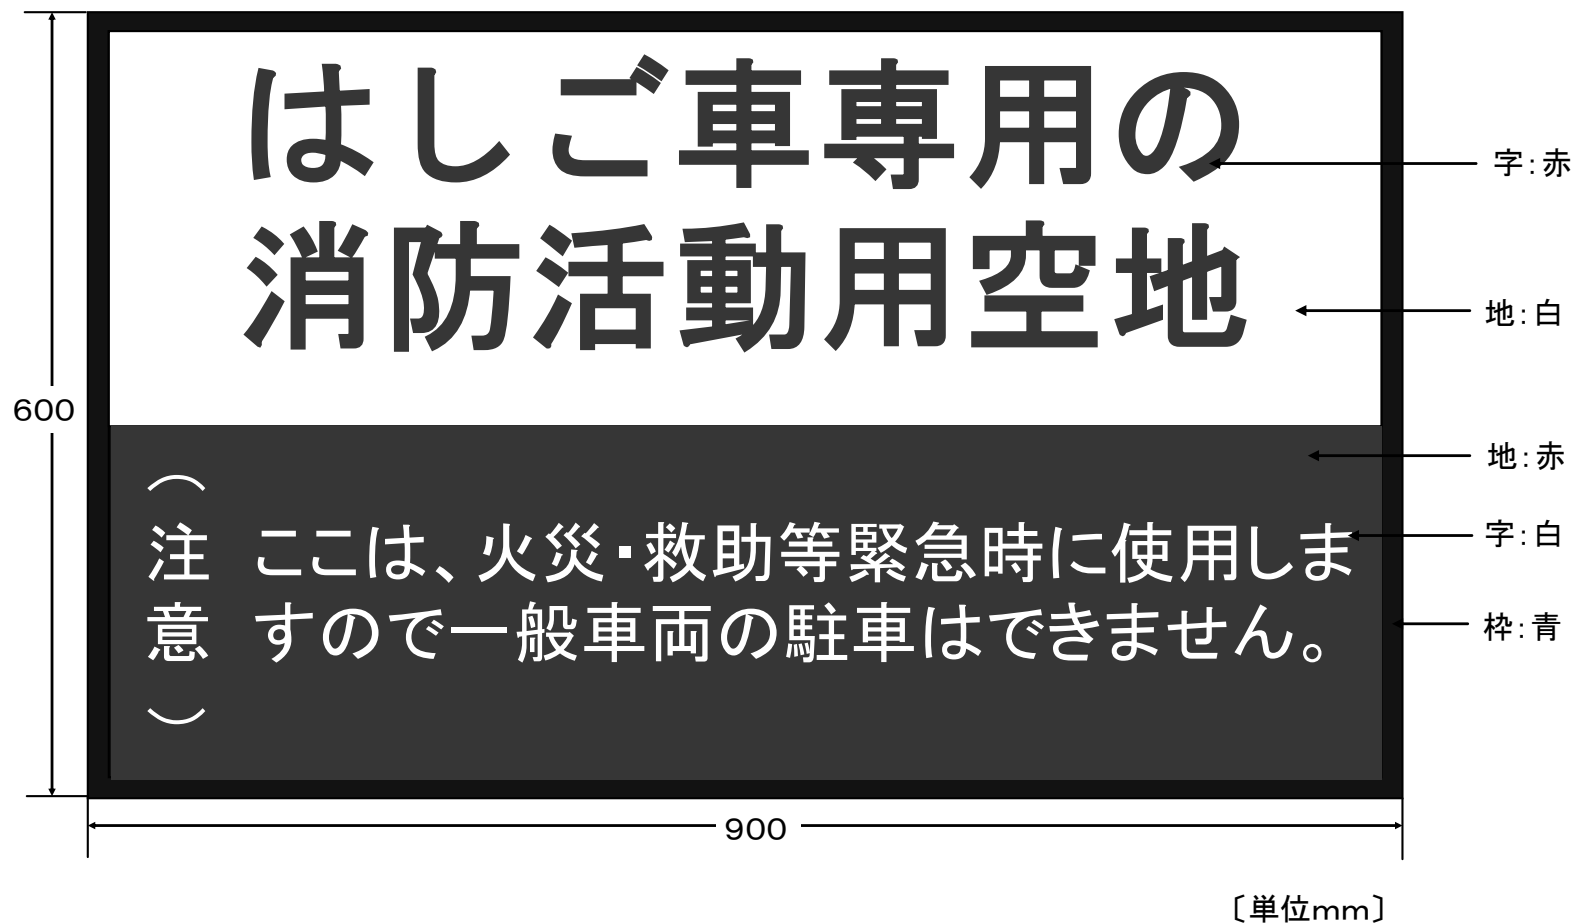 はしご車専用の
消防活動用空地
（注意）
ここは、火災・救助等緊急時に使用しま
すので一般車両の駐車はできません。
字：赤
地：白
地：赤
字：白
枠：青
600
900
〔単位mm〕